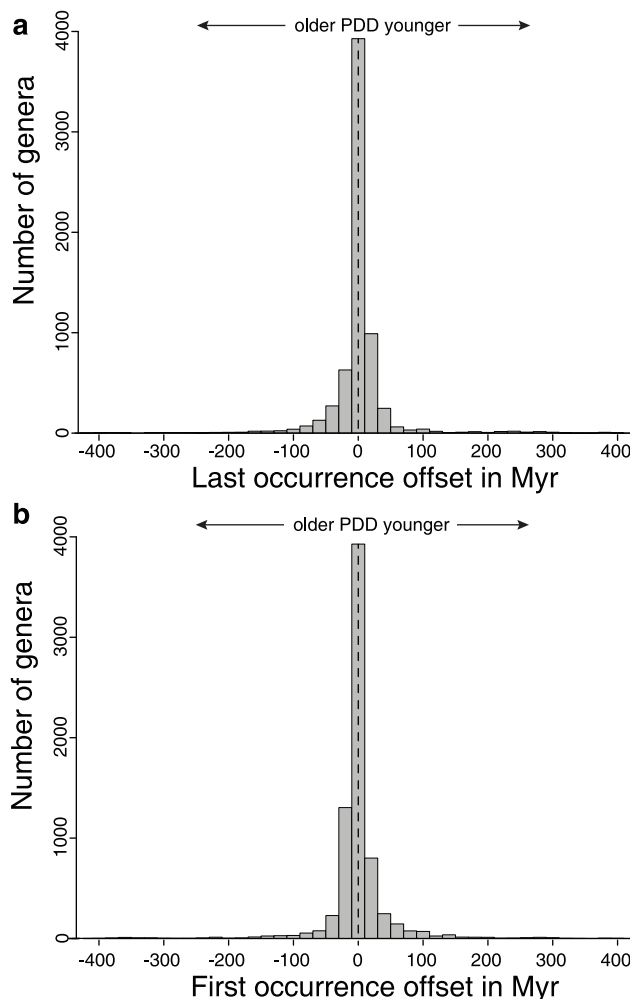 a
older PDD younger
Number of genera
4000
3000
2000
1000
0
-400 -300 -200 -100 0 100 200 300 400
Last occurrence offset in Myr
b
older PDD younger
Number of genera
4000
3000
2000
1000
0
-400 -300 -200 -100 0 100 200 300 400
First occurrence offset in Myr